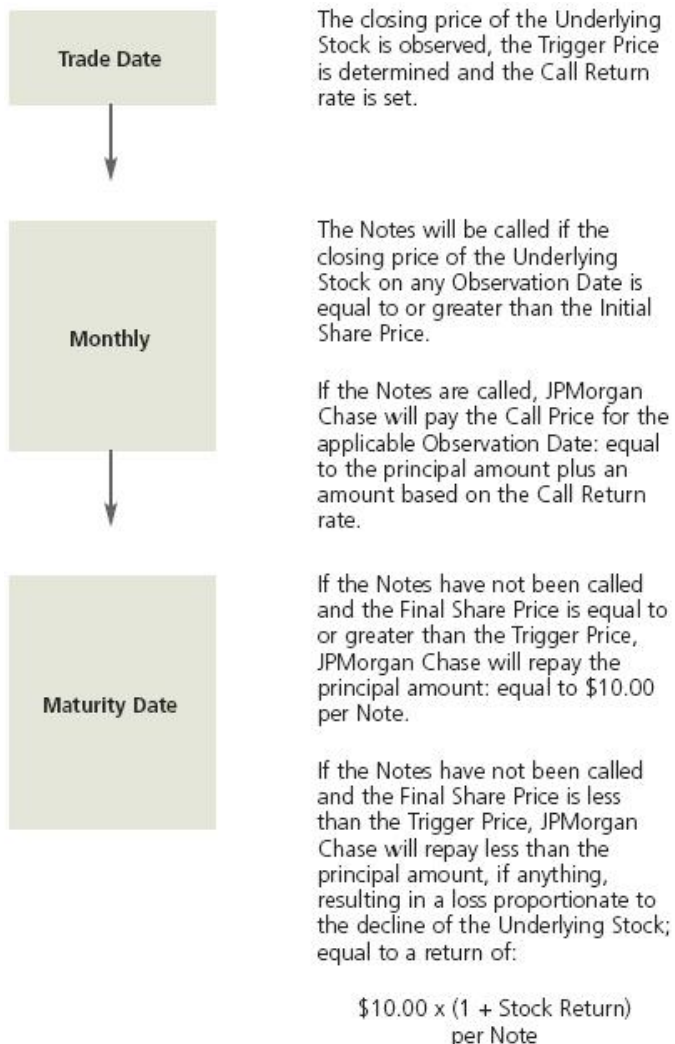 Trade Date
The closing price of the Underlying
Stock is observed, the Trigger Price
is determined and the Call Return
rate is set.
Monthly
The Notes will be called if the
closing price of the Underlying
Stock on any Observation Date is
equal to or greater than the Initial
Share Price.
If the Notes are called, JPMorgan
Chase will pay the Call Price for the
applicable Observation Date: equal
to the principal amount plus an
amount based on the Call Return
rate.
Maturity Date
If the Notes have not been called
and the Final Share Price is equal to
or greater than the Trigger Price,
JPMorgan Chase will repay the
principal amount: equal to $10.00
per Note.
If the Notes have not been called
and the Final Share Price is less
than the Trigger Price, JPMorgan
Chase will repay less than the
principal amount, if anything,
resulting in a loss proportionate to
the decline of the Underlying Stock;
equal to a return of:
$10.00 x (1 + Stock Return)
per Note